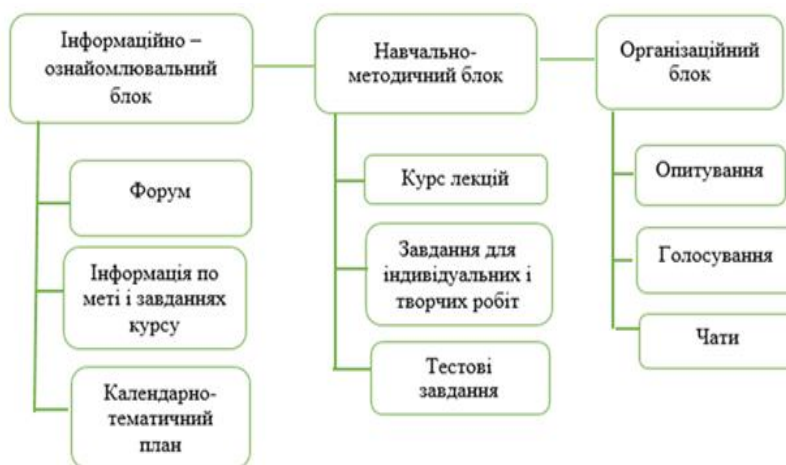 Інформаційно –
ознайомлювальний
блок
Форум
Інформація по
меті і завданнях
курсу
Календарно-
тематичний
план
Навчально-
методичний блок
Курс лекцій
Завдання для
індивідуальних і
творчих робіт
Тестові
завдання
Організаційний
блок
Опитування
Голосування
Чати